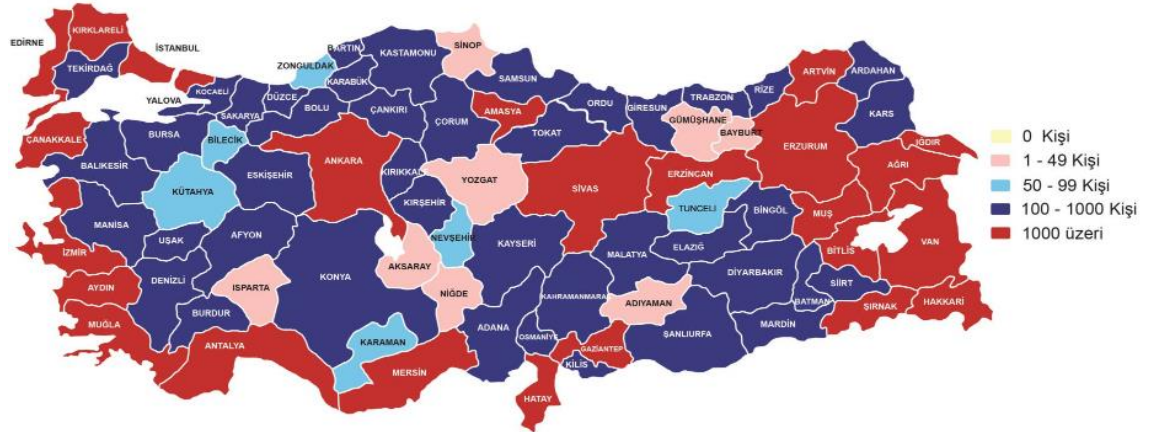 KIRKLARELİ
EDİRNE
İSTANBUL
TEKİRDAĞ
YALOVA
KOCAELİ
SAKARYA
DÜZCE
ZONGULDAK
BARTIN
KARABÜK
KASTAMONU
SİNOP
SAMSUN
BOLU
ÇANKIRI
ÇORUM
AMASYA
TOKAT
ORDU
GİRESUN
TRABZON
RİZE
ARTVİN
ARDAHAN
KARS
GÜMÜŞHANE
BAYBURT
ERZURUM
IĞDIR
AĞRI
ÇANAKKALE
BALIKESİR
BURSA
BİLECİK
KÜTAHYA
ESKİŞEHİR
ANKARA
KIRIKKALE
KIRŞEHİR
YOZGAT
SİVAS
ERZİNCAN
TUNCELİ
BİNGÖL
MUŞ
BİTLİS
VAN
MANİSA
UŞAK
AFYON
İZMİR
AYDIN
DENİZLİ
ISPARTA
BURDUR
MUĞLA
ANTALYA
KONYA
AKSARAY
NEVŞEHİR
NİĞDE
KAYSERİ
MALATYA
ELAZIĞ
DİYARBAKIR
BATMAN
SİİRT
ŞIRNAK
HAKKARİ
MARDİN
ŞANLIURFA
ADIYAMAN
KAHRAMANMARA
KARAMAN
MERSİN
ADANA
OSMANİYE
GAZİANTEP
KİLİS
HATAY
0 Kişi
1 - 49 Kişi
50 - 99 Kişi
100 - 1000 Kişi
1000 üzeri